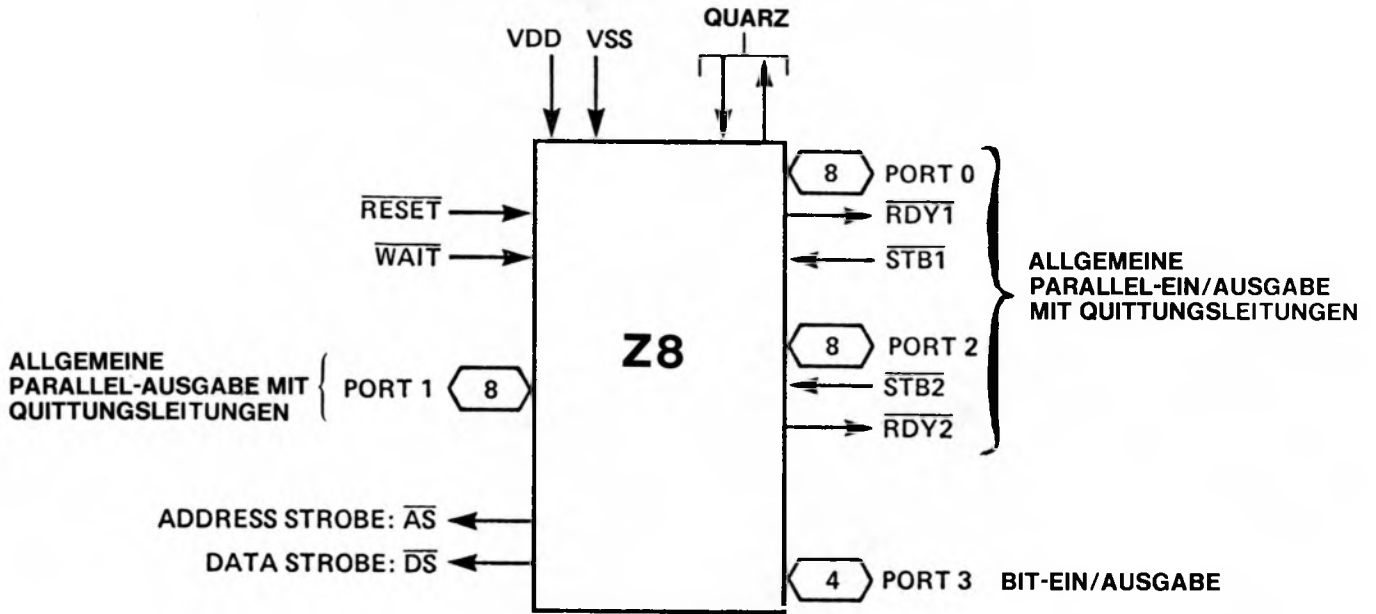 QUARZ
VDD VSS
8 PORT 0
RESET
RDY1
WAIT
STB1
ALLGEMEINE
PARALLEL-EIN/AUSGABE
MIT QUITTUNGSLEITUNGEN
Z8
8 PORT 2
ALLGEMEINE
PARALLEL-AUSGABE MIT
QUITTUNGSLEITUNGEN
PORT 1 8
STB2
RDY2
ADDRESS STROBE: AS
DATA STROBE: DS
4 PORT 3 BIT-EIN/AUSGABE